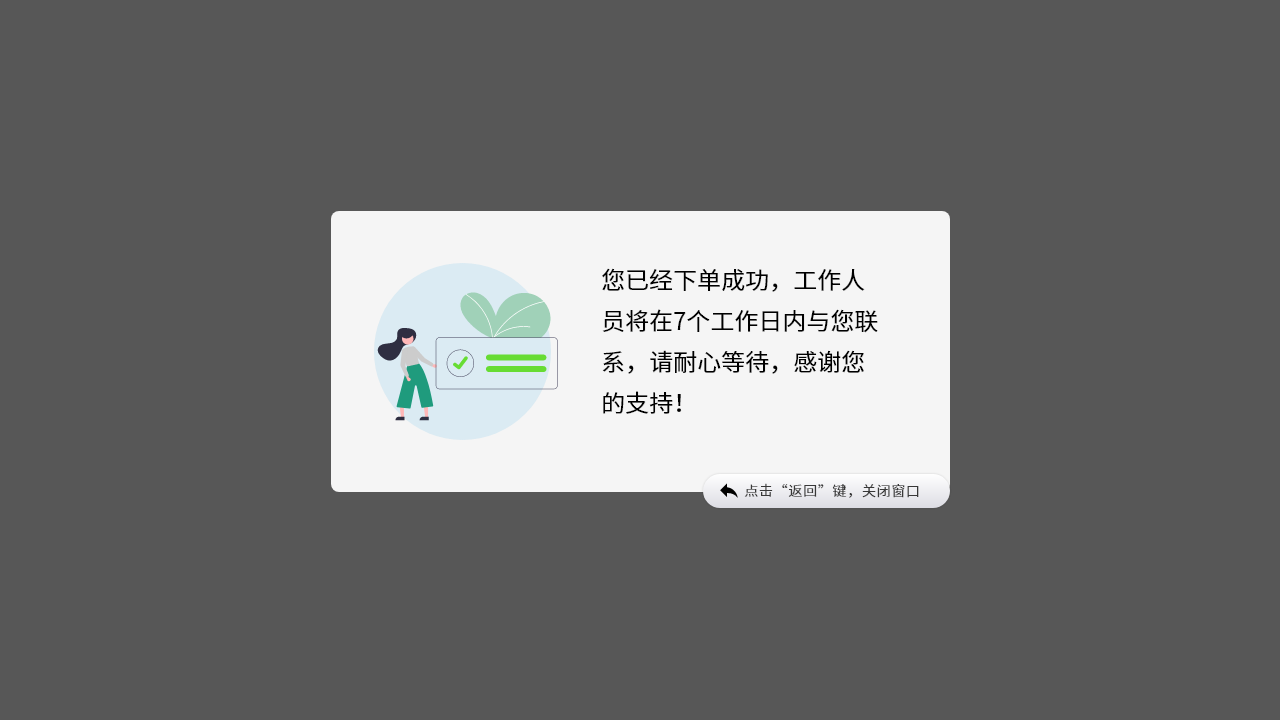 您已经下单成功，工作人
员将在7个工作日内与您联
系，请耐心等待，感谢您
的支持！
点击“返回”键，关闭窗口